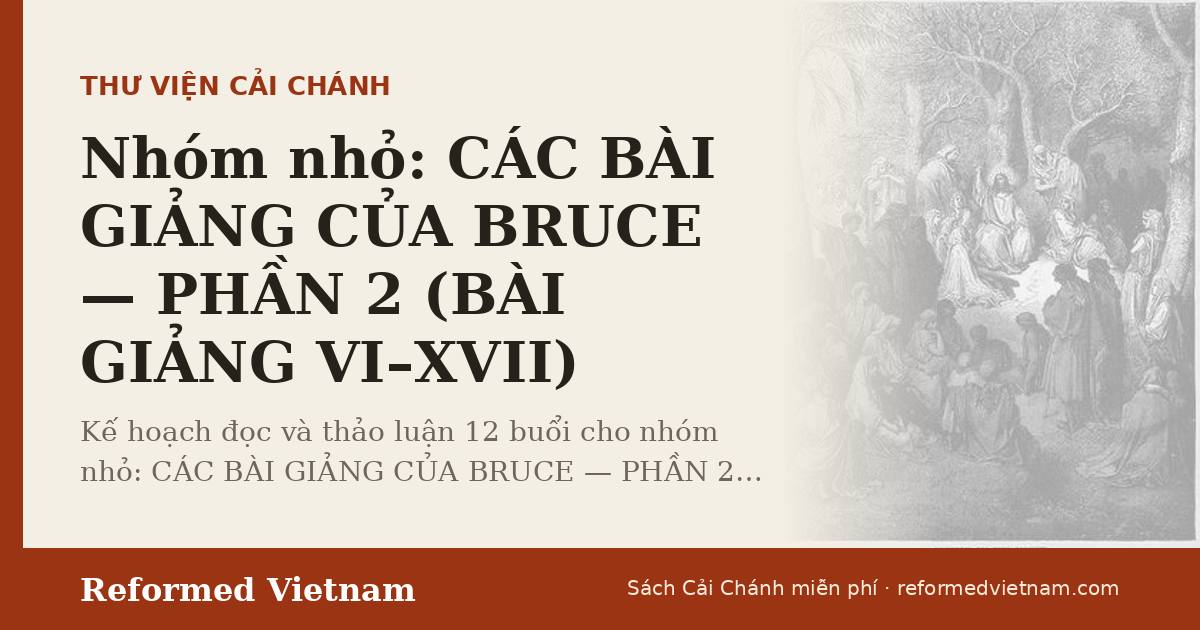 THƯ VIỆN CẢI CHÁNH
Nhóm nhỏ: CÁC BÀI
GIẢNG CỦA BRUCE
— PHẦN 2 (BÀI
GIẢNG VI–XVII)
Kế hoạch đọc và thảo luận 12 buổi cho nhóm
nhỏ: CÁC BÀI GIẢNG CỦA BRUCE — PHẦN 2…
Reformed Vietnam
Sách Cải Chánh miễn phí · reformedvietnam.com